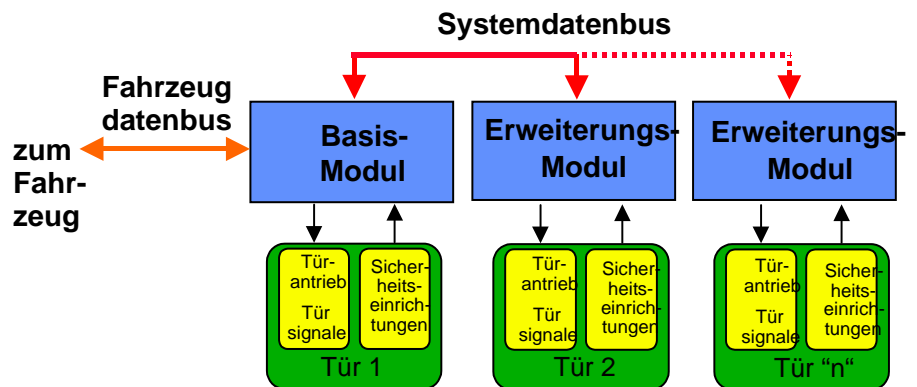 Systemdatenbus
Fahrzeug
datenbus
zum
Fahr-
zeug
Basis-
Modul
Erweiterungs-
Modul
Erweiterungs-
Modul
Tür-
antrieb
Tür
signale
Sicher-
heits-
einrich-
tungen
Tür 1
Tür-
antrieb
Tür
signale
Sicher-
heits-
einrich-
tungen
Tür 2
Tür-
antrieb
Tür
signale
Sicher-
heits-
einrich-
tungen
Tür “n“